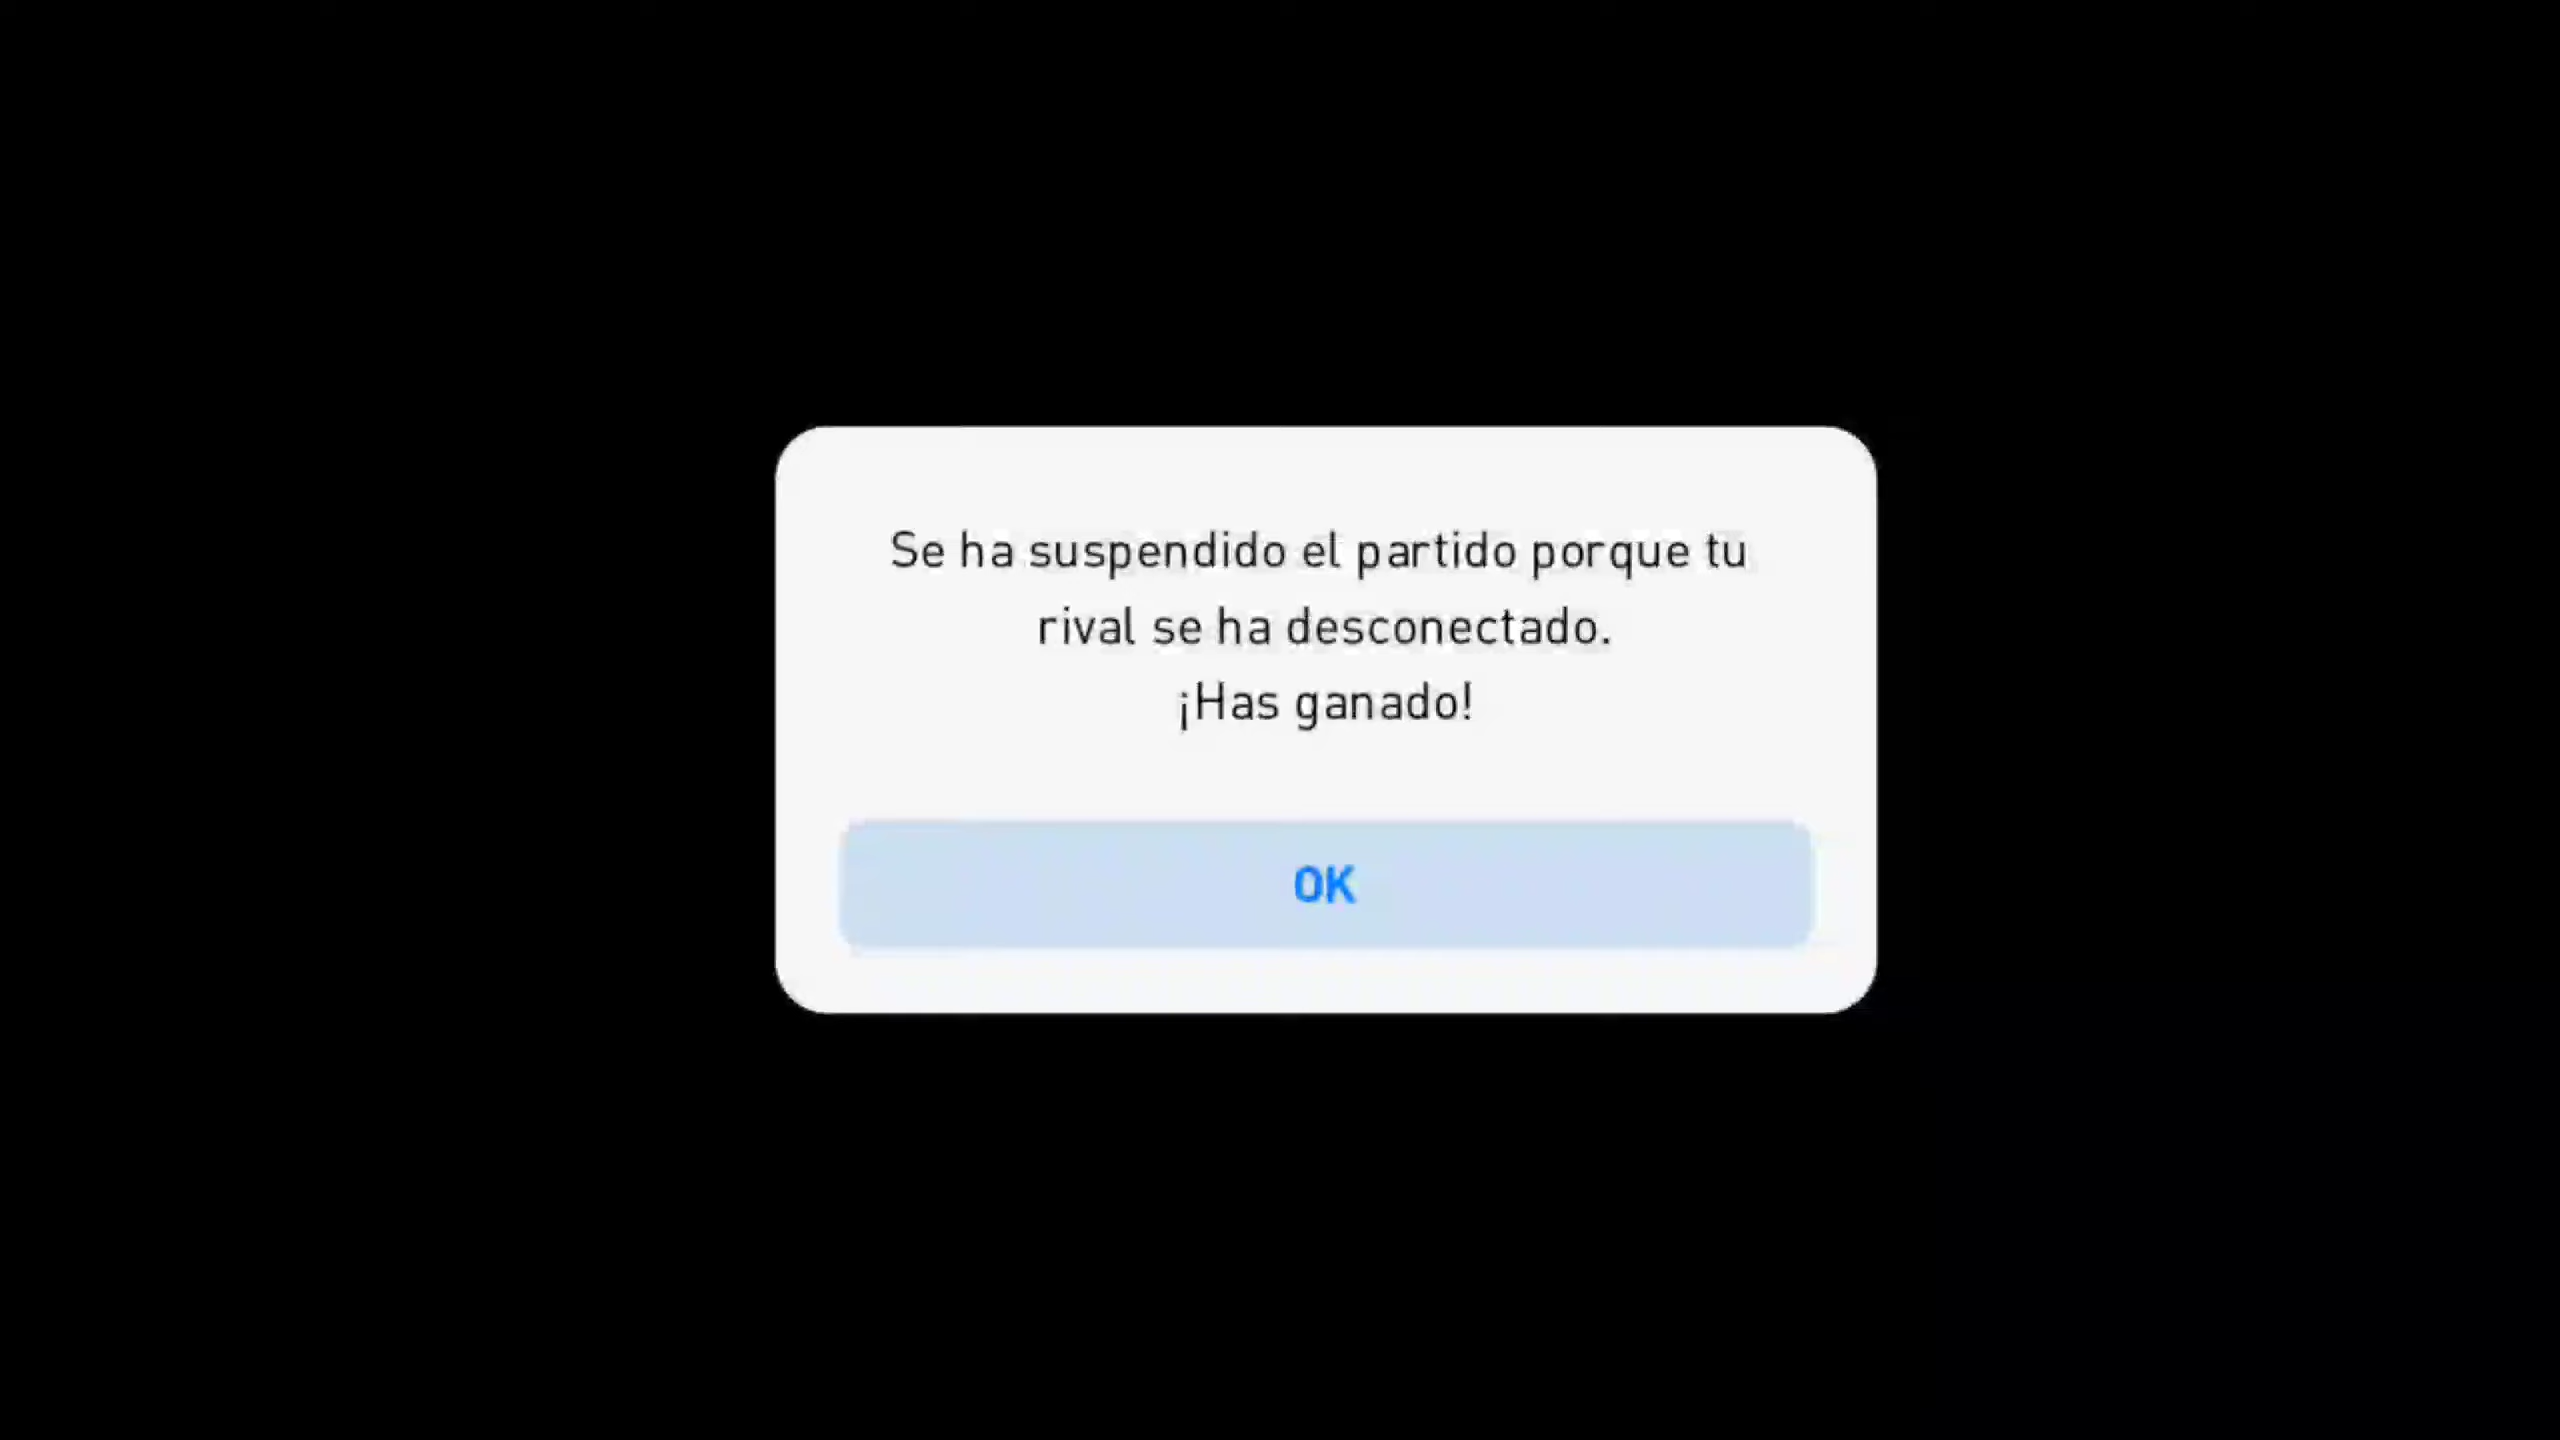 Se ha suspendido el partido porque tu
rival se ha desconectado.
¡Has ganado!
OK